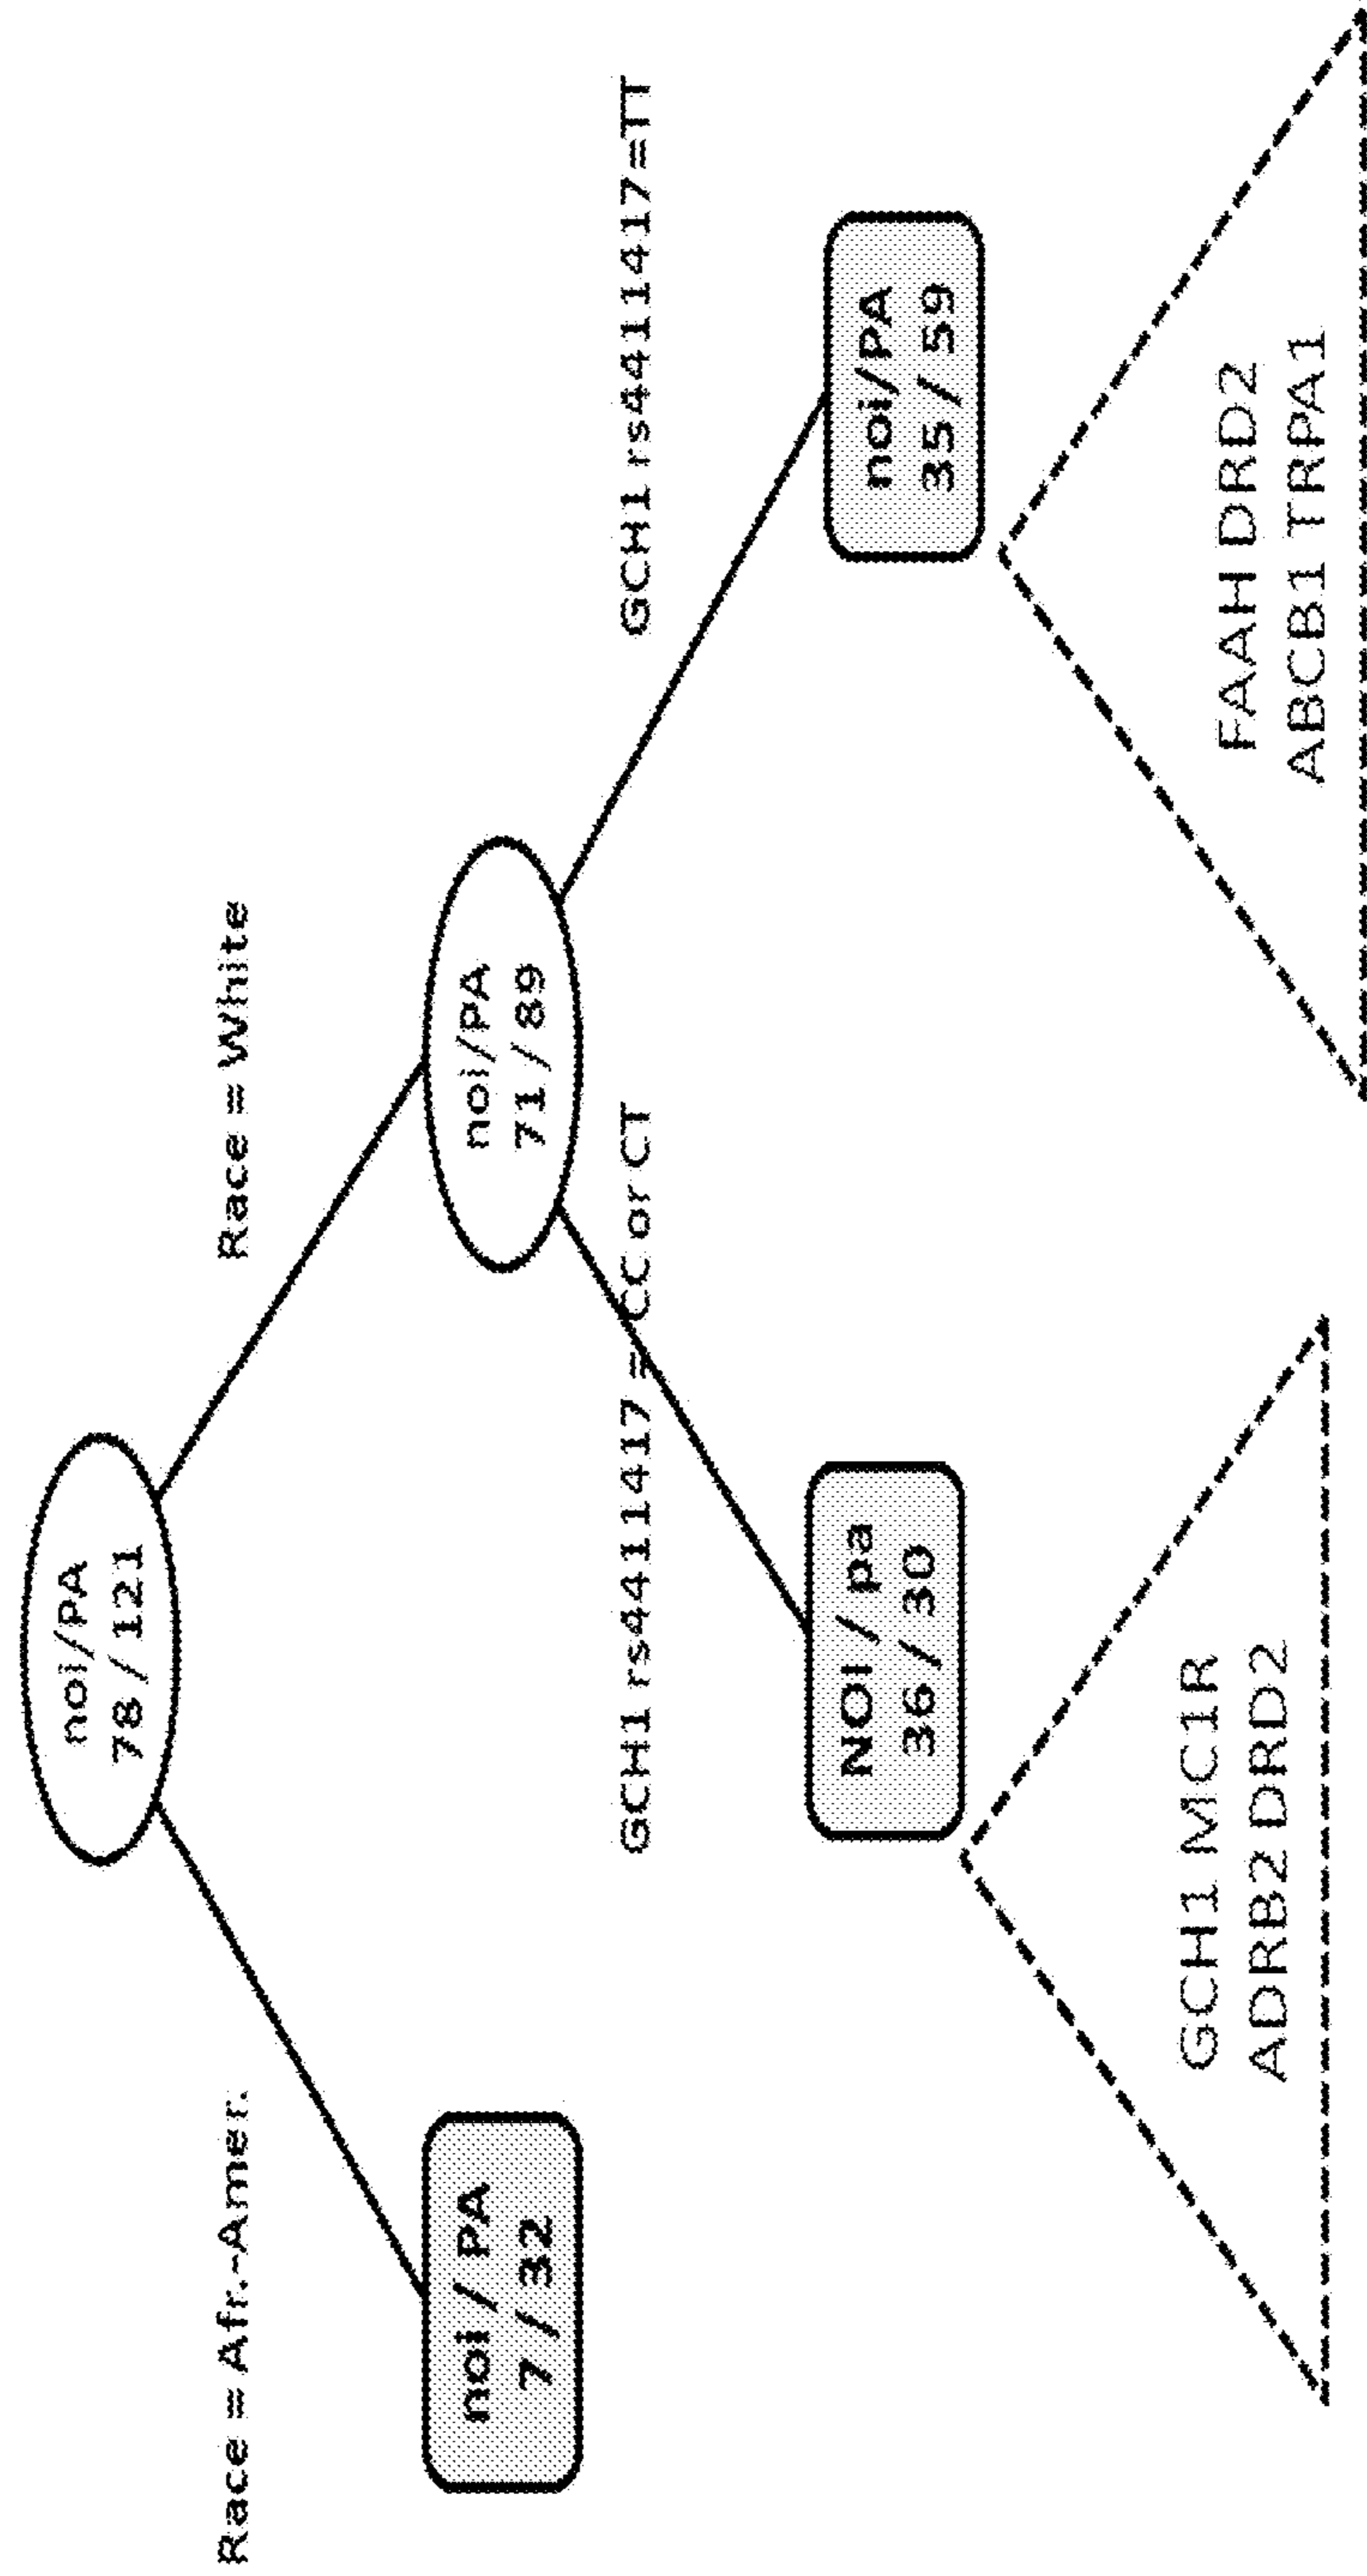 noi/PA
78 / 121
Race = Afr.-Amer.
Race = White
noi / PA
7 / 32
noi/PA
71 / 89
GCH1 rs4411417 = CC or CT
GCH1 rs4411417=TT
NOI / pa
36 / 30
noi/PA
35 / 59
GCH1 MC1R
ADRB2 DRD2
FAAH DRD2
ABCB1 TRPA1